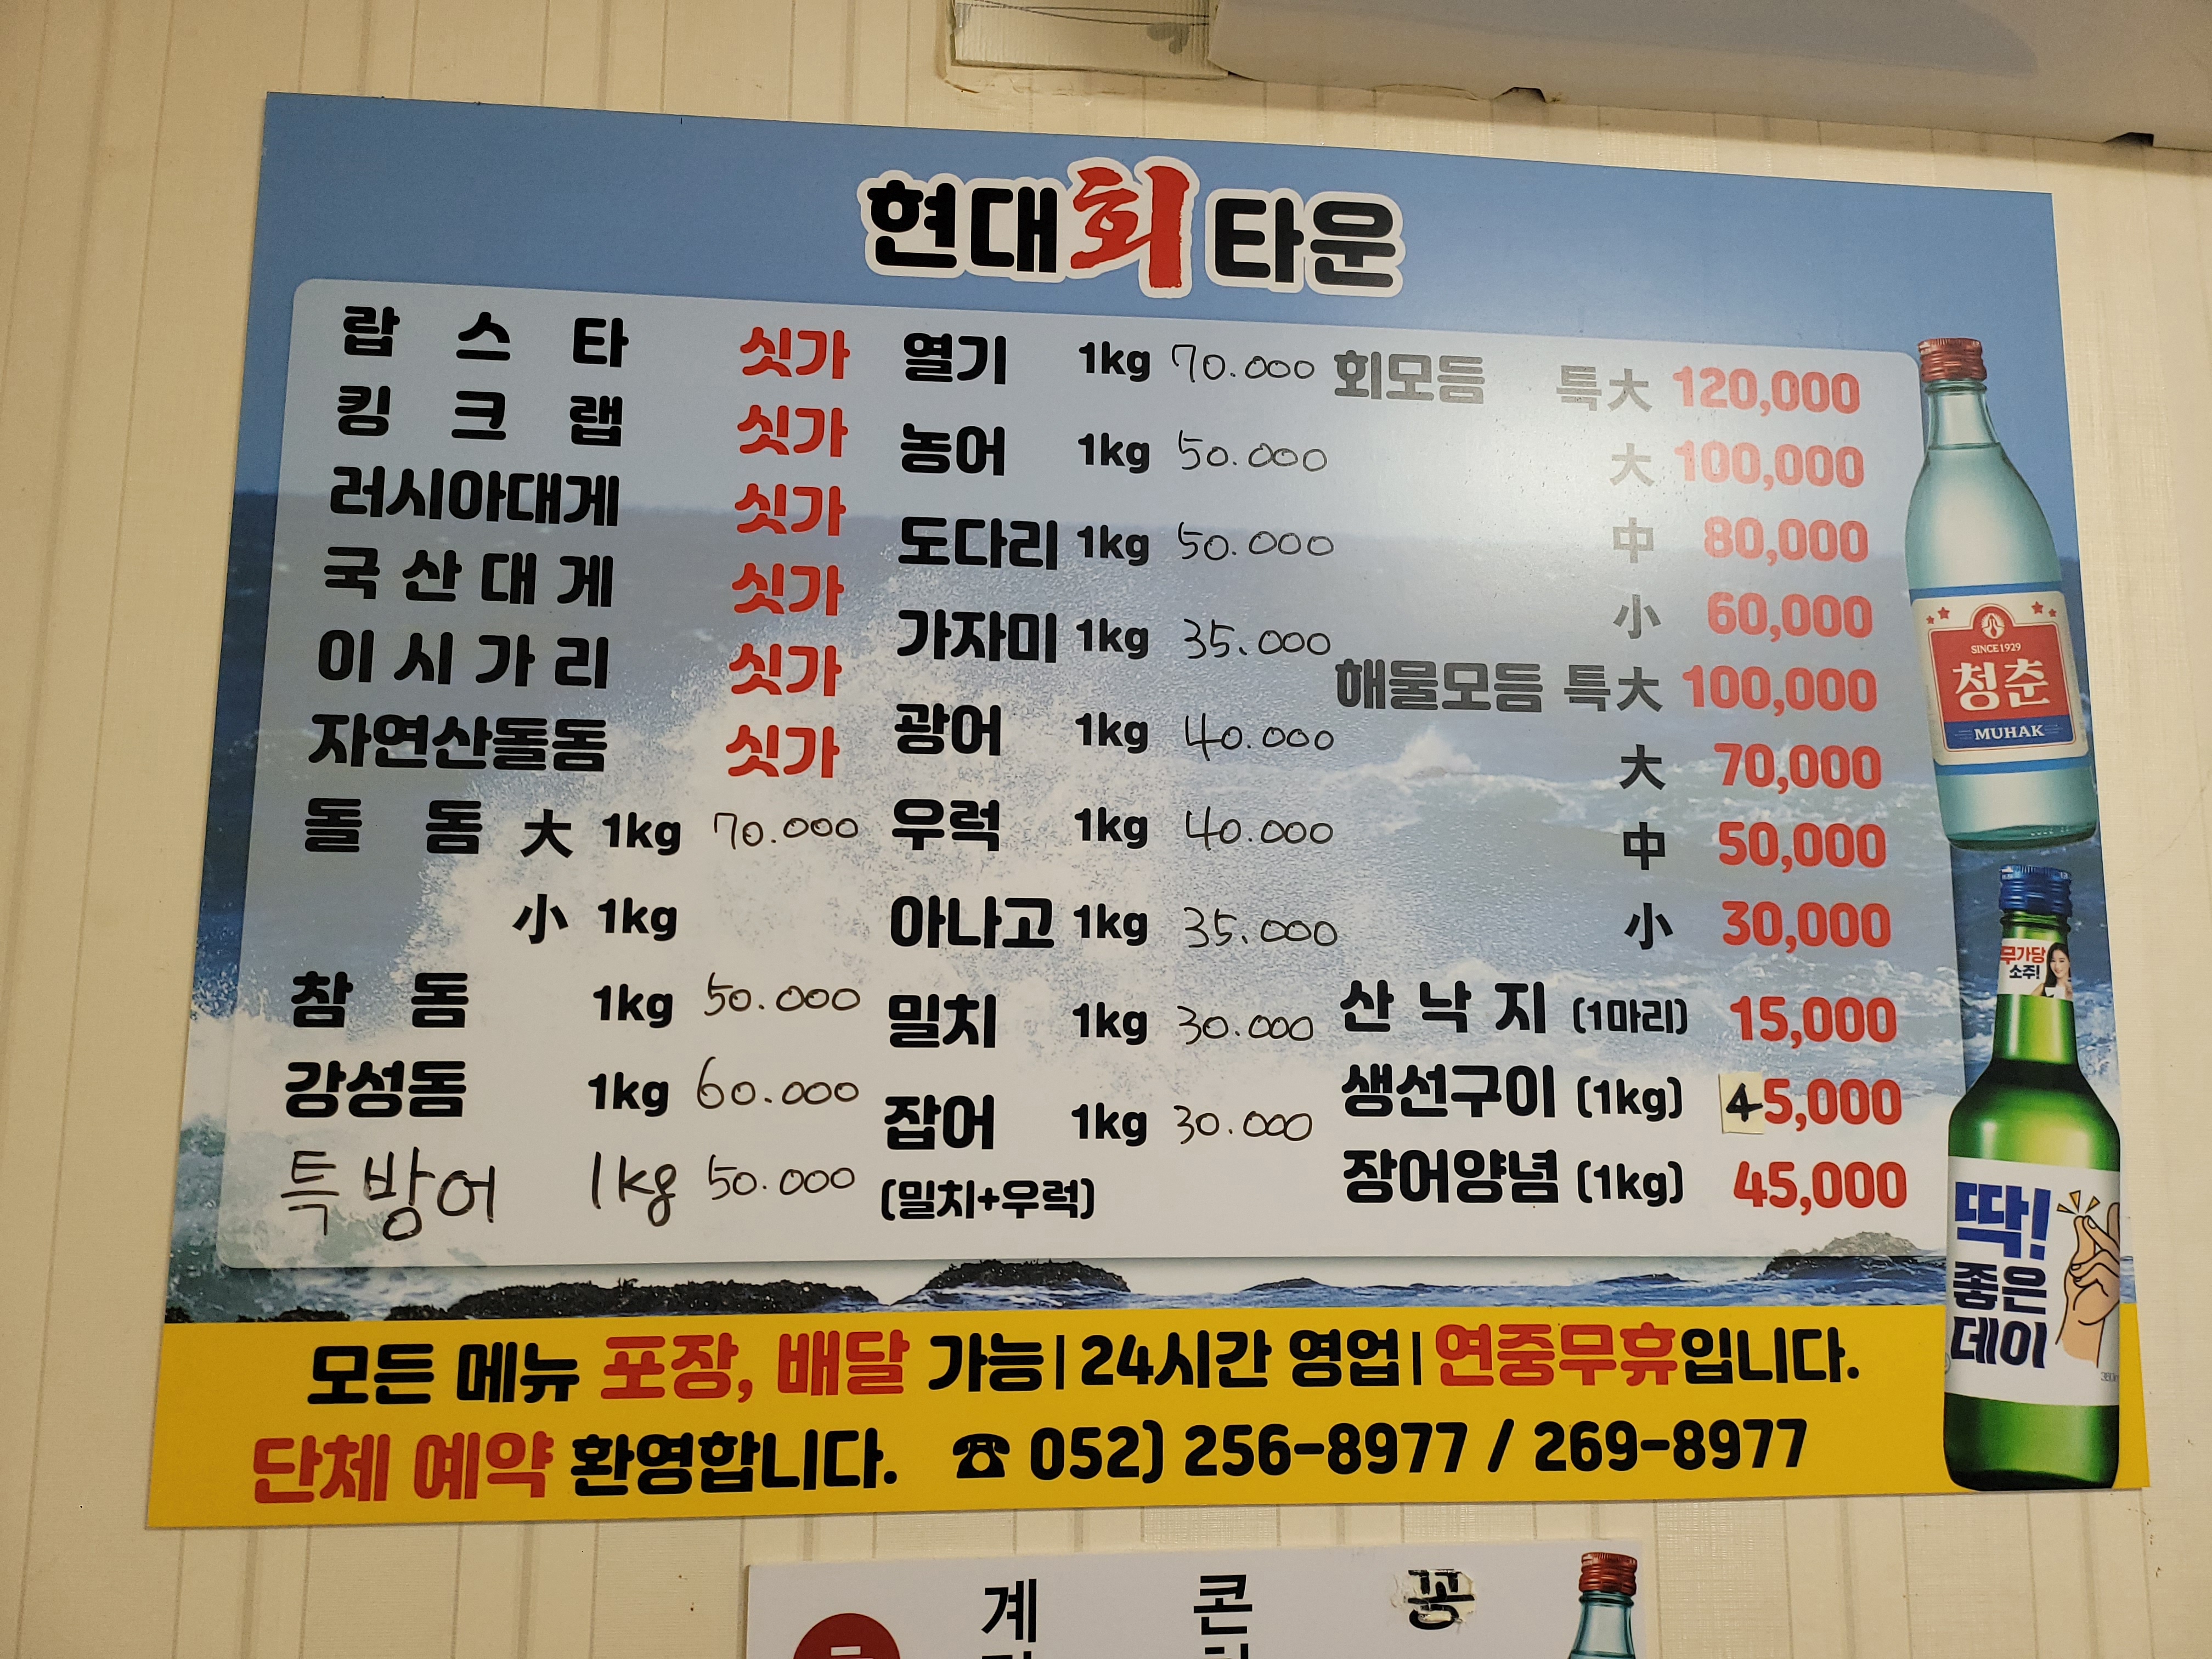 현대회타운
랍스타 싯가
킹크랩 싯가
러시아대게 싯가
국산대게 싯가
이시가리 싯가
자연산돌돔 싯가
돌돔 大 1kg 70.000
小 1kg
참돔 1kg 50.000
강성돔 1kg 60.000
특방어 1kg 50.000
열기 1kg 70.000
농어 1kg 50.000
도다리 1kg 50.000
가자미 1kg 35.000
광어 1kg 40.000
우럭 1kg 40.000
아나고 1kg 35.000
밀치 1kg 30.000
잡어 1kg 30.000
(밀치+우럭)
회모듬 특大 120,000
大 100,000
中 80,000
小 60,000
해물모듬 특大 100,000
大 70,000
中 50,000
小 30,000
산낙지 (1마리) 15,000
생선구이 (1kg) 45,000
장어양념 (1kg) 45,000
SINCE 1929
청춘
MUHAK
무가당
소주!
딱!
좋은
데이
모든 메뉴 포장, 배달 가능 | 24시간 영업 | 연중무휴입니다.
단체 예약 환영합니다. ☎ 052) 256-8977 / 269-8977
계 콘 공